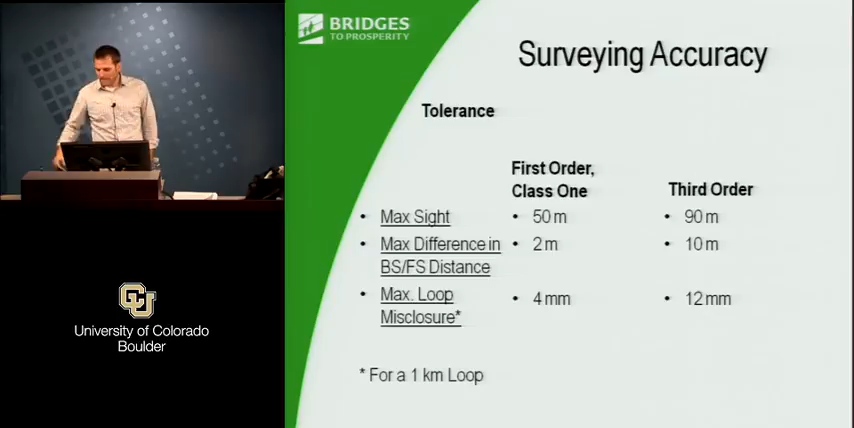 BRIDGES
TO PROSPERITY
Surveying Accuracy
Tolerance
First Order,
Class One
Third Order
• Max Sight • 50 m • 90 m
• Max Difference in • 2 m • 10 m
BS/FS Distance
• Max. Loop • 4 mm • 12 mm
Misclosure*
* For a 1 km Loop
CU
University of Colorado
Boulder